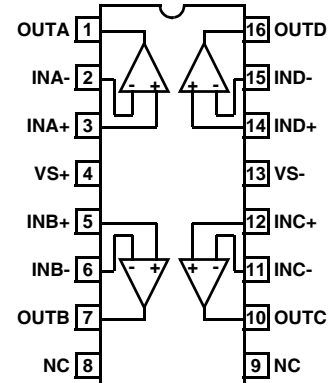 OUTA 1 16 OUTD
INA- 2 15 IND-
- + + -
INA+ 3 14 IND+
VS+ 4 13 VS-
INB+ 5 12 INC+
- + + -
INB- 6 11 INC-
OUTB 7 10 OUTC
NC 8 9 NC